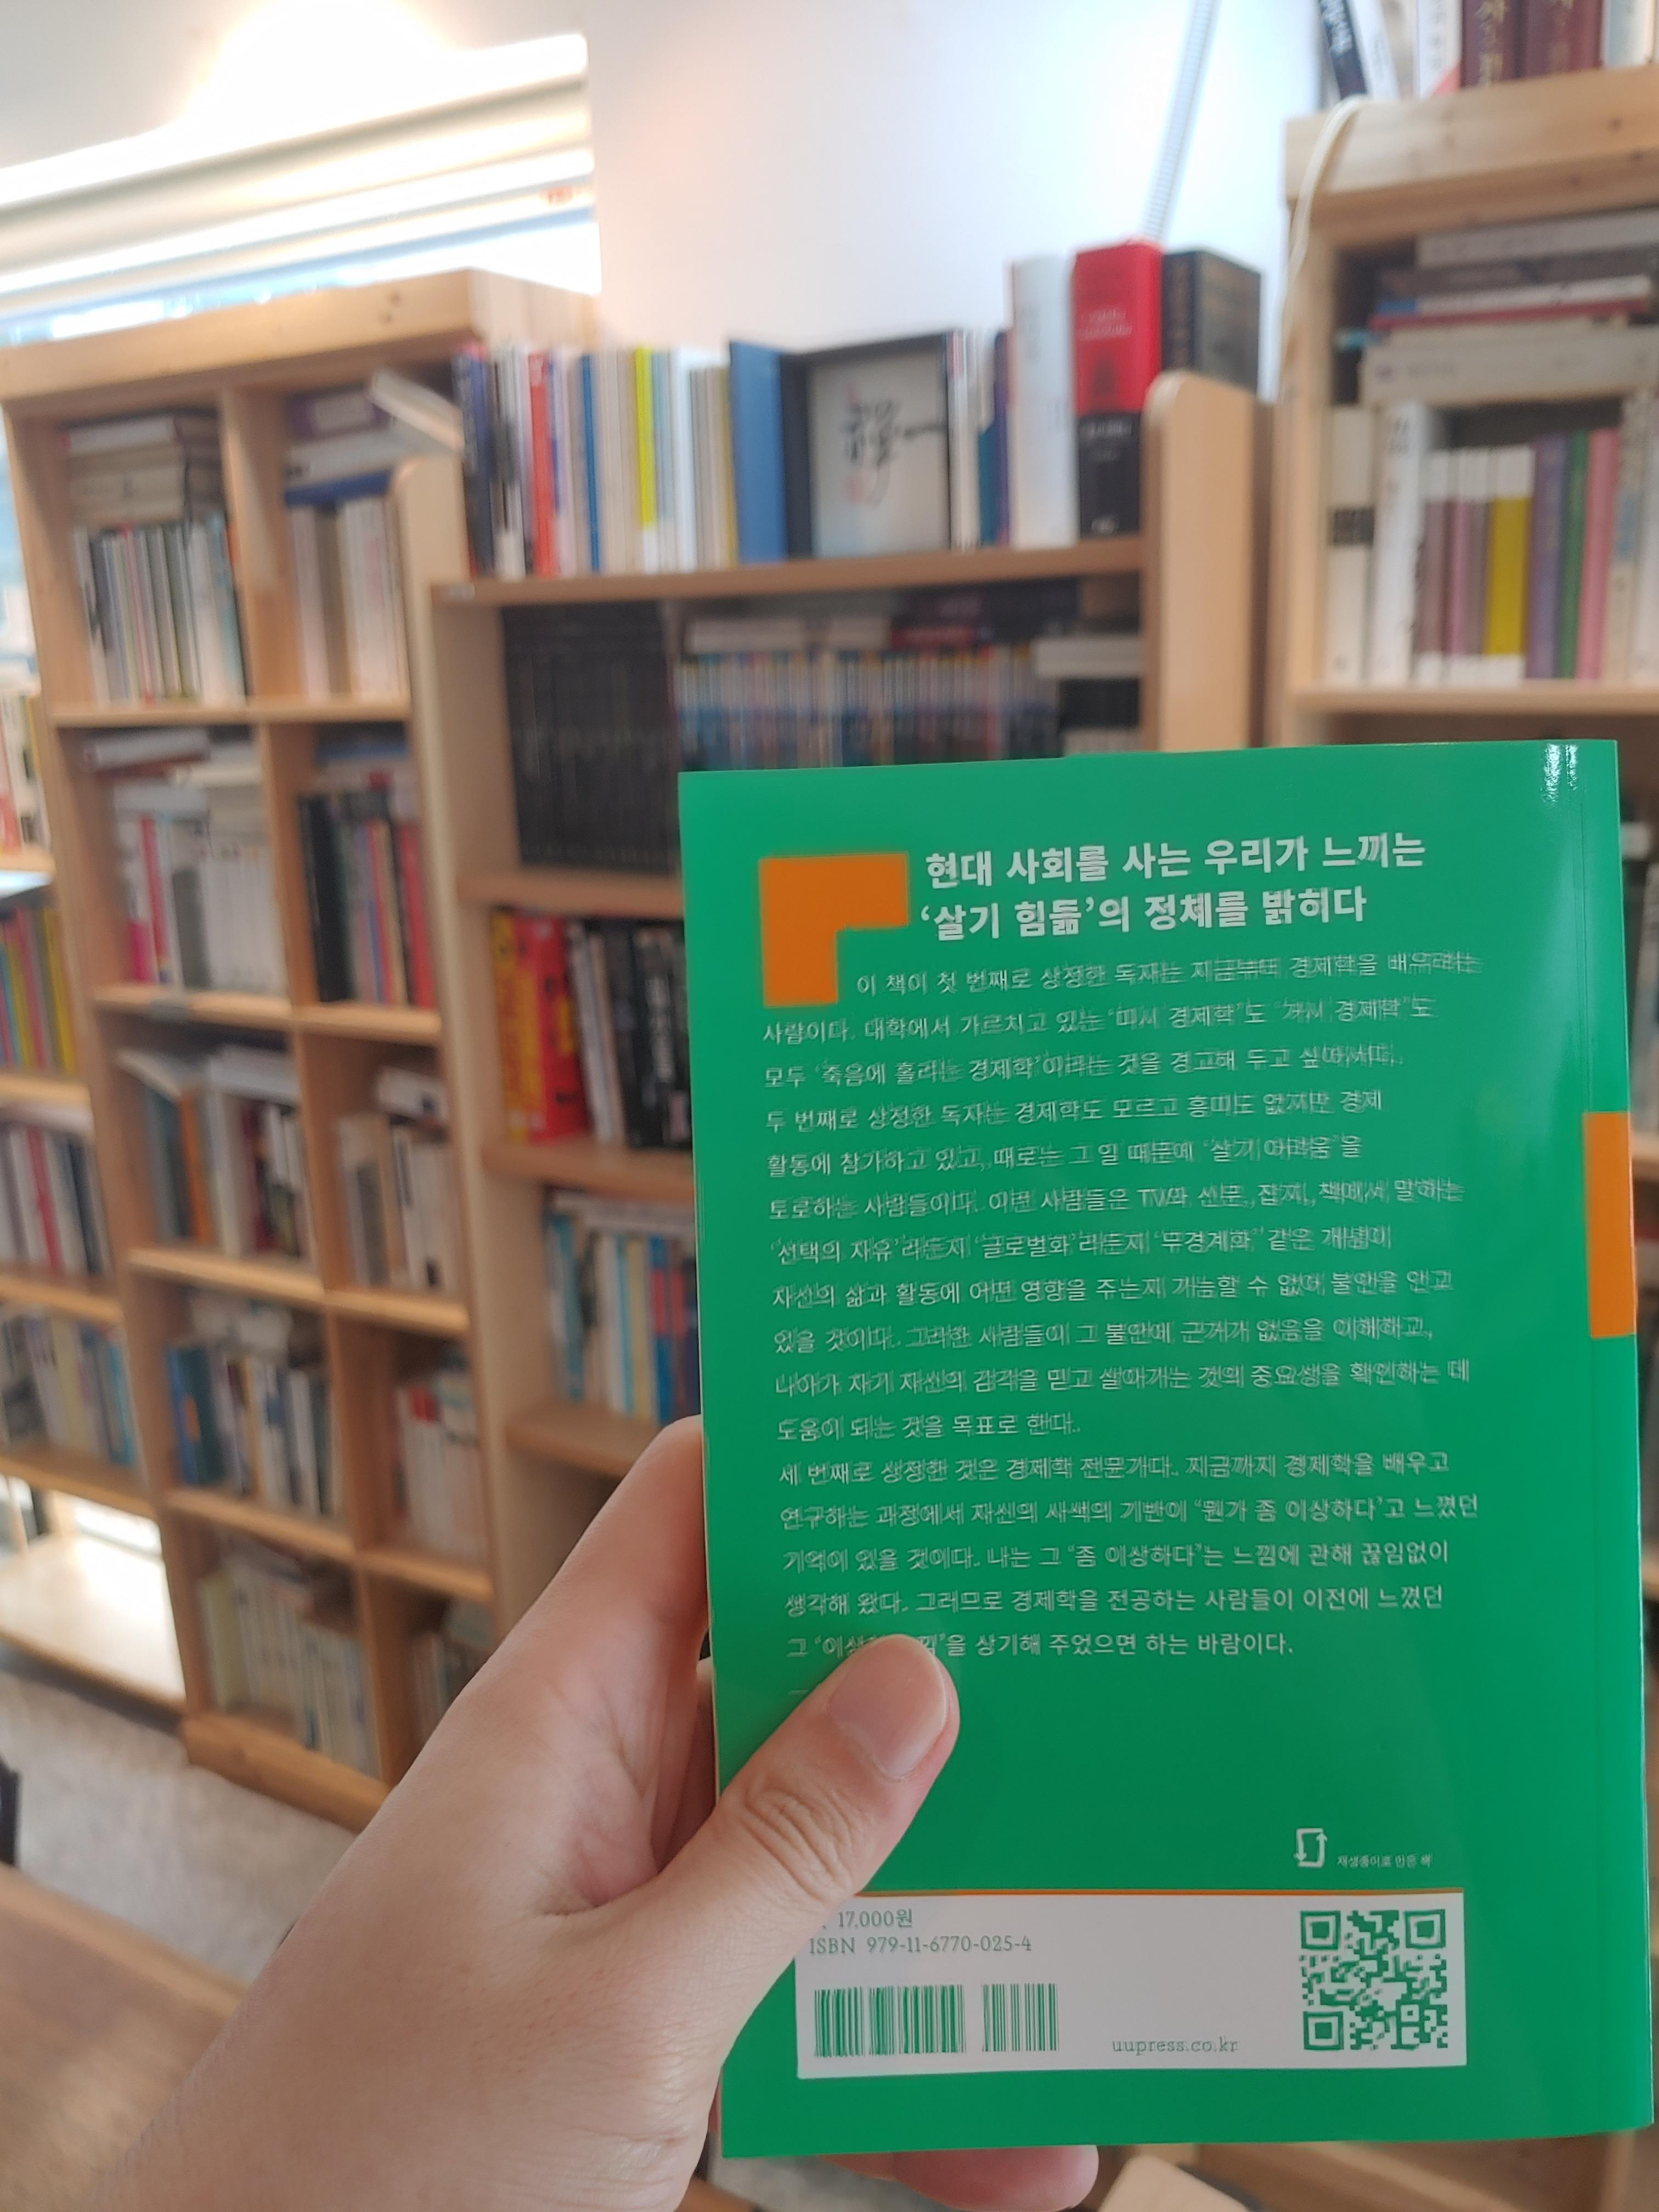 현대 사회를 사는 우리가 느끼는
‘살기 힘듦’의 정체를 밝히다
이 책이 첫 번째로 상정한 독자는 지금부터 경제학을 배우려는
사람이다. 대학에서 가르치고 있는 “미시 경제학”도 “거시 경제학”도
모두 ‘죽음에 홀리는 경제학’이라는 것을 경고해 두고 싶어서다.
두 번째로 상정한 독자는 경제학도 모르고 흥미도 없지만 경제
활동에 참가하고 있고, 때로는 그 일 때문에 “살기 어려움”을
토로하는 사람들이다. 이런 사람들은 TV와 신문, 잡지, 책에서 말하는
‘선택의 자유’라든지 ‘글로벌화’라든지 ‘무경계화’ 같은 개념이
자신의 삶과 활동에 어떤 영향을 주는지 가늠할 수 없어 불안을 안고
있을 것이다. 그러한 사람들이 그 불안에 근거가 없음을 이해하고,
나아가 자기 자신의 감각을 믿고 살아가는 것의 중요성을 확인하는 데
도움이 되는 것을 목표로 한다.
세 번째로 상정한 것은 경제학 전문가다. 지금까지 경제학을 배우고
연구하는 과정에서 자신의 사색의 기반이 “뭔가 좀 이상하다”고 느꼈던
기억이 있을 것이다. 나는 그 “좀 이상하다”는 느낌에 관해 끊임없이
생각해 왔다. 그러므로 경제학을 전공하는 사람들이 이전에 느꼈던
그 을 상기해 주었으면 하는 바람이다.
재생종이로 만든 책
17,000원
ISBN 979-11-6770-025-4
uupress.co.kr